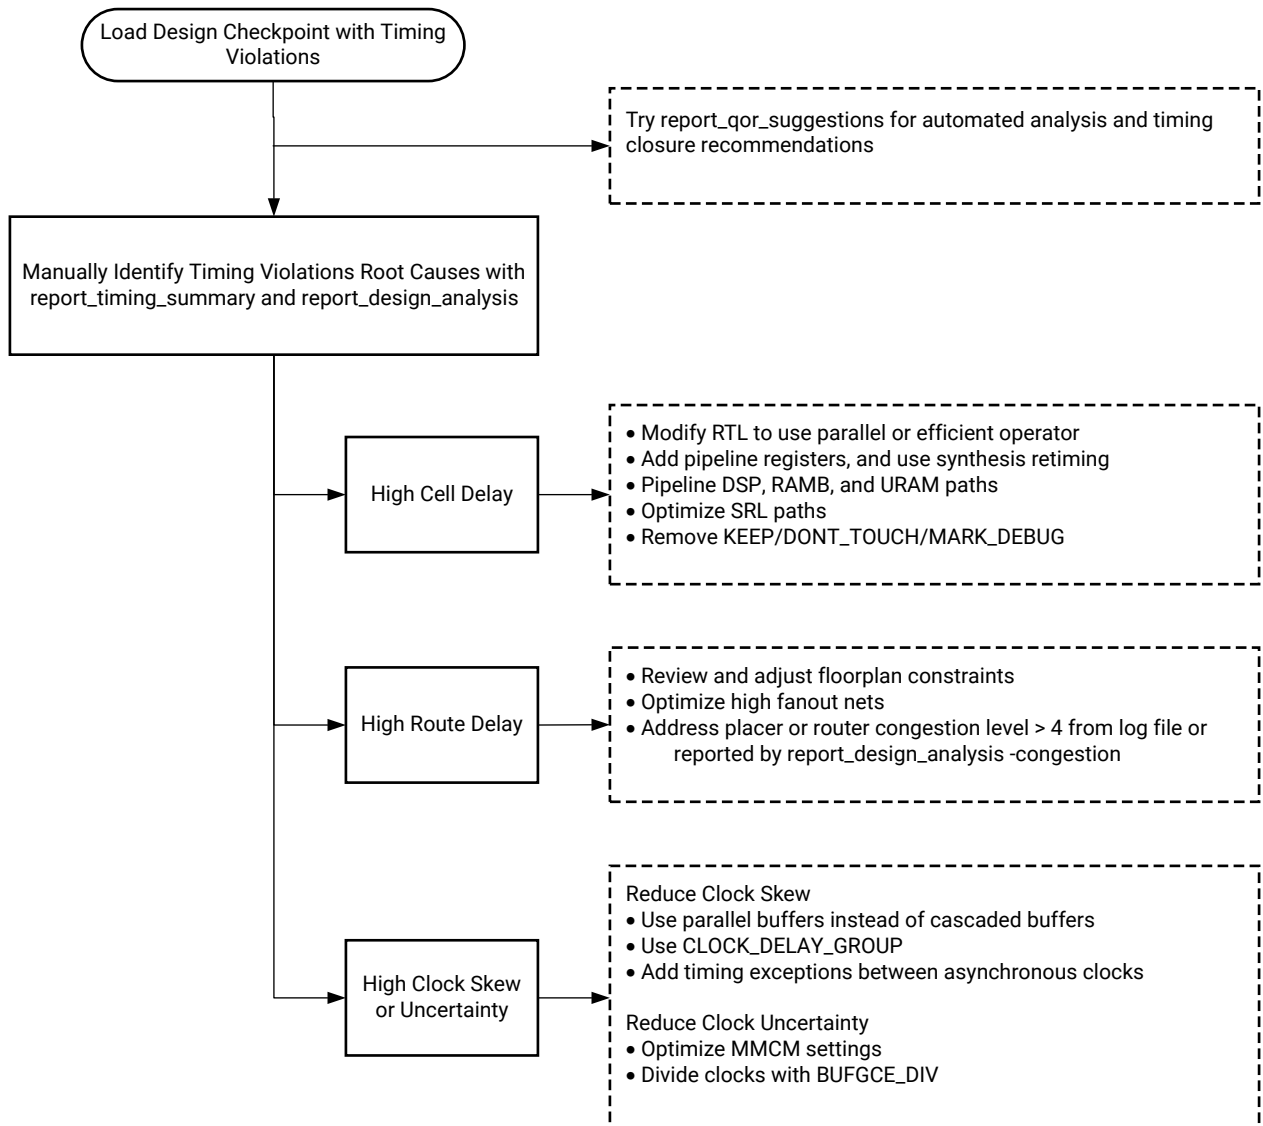 Load Design Checkpoint with Timing
Violations
Try report_qor_suggestions for automated analysis and timing
closure recommendations
Manually Identify Timing Violations Root Causes with
report_timing_summary and report_design_analysis
High Cell Delay
• Modify RTL to use parallel or efficient operator
• Add pipeline registers, and use synthesis retiming
• Pipeline DSP, RAMB, and URAM paths
• Optimize SRL paths
• Remove KEEP/DONT_TOUCH/MARK_DEBUG
High Route Delay
• Review and adjust floorplan constraints
• Optimize high fanout nets
• Address placer or router congestion level > 4 from log file or
reported by report_design_analysis -congestion
High Clock Skew
or Uncertainty
Reduce Clock Skew
• Use parallel buffers instead of cascaded buffers
• Use CLOCK_DELAY_GROUP
• Add timing exceptions between asynchronous clocks
Reduce Clock Uncertainty
• Optimize MMCM settings
• Divide clocks with BUFGCE_DIV